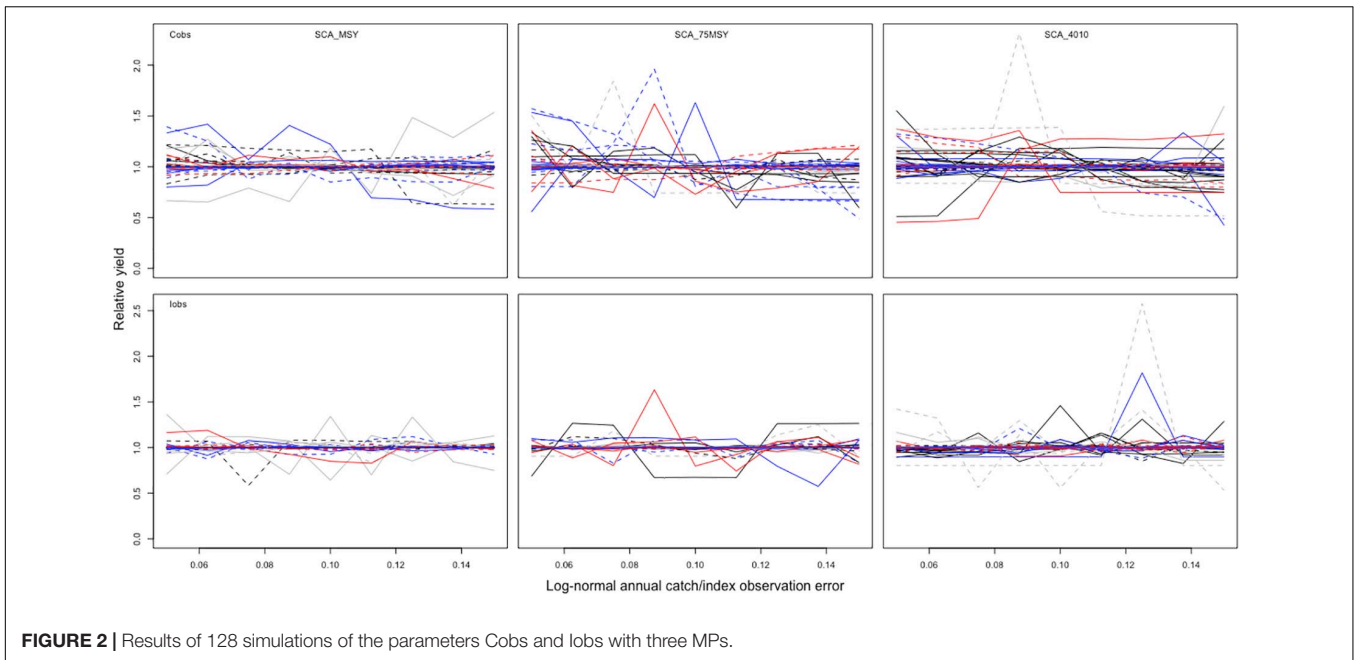 Cobs
SCA_MSY
SCA_75MSY
SCA_4010
2.0
1.5
1.0
0.5
0.0
Iobs
2.5
2.0
1.5
1.0
0.5
0.0
Relative yield
0.06 0.08 0.10 0.12 0.14
0.06 0.08 0.10 0.12 0.14
0.06 0.08 0.10 0.12 0.14
Log-normal annual catch/index observation error
FIGURE 2 | Results of 128 simulations of the parameters Cobs and Iobs with three MPs.